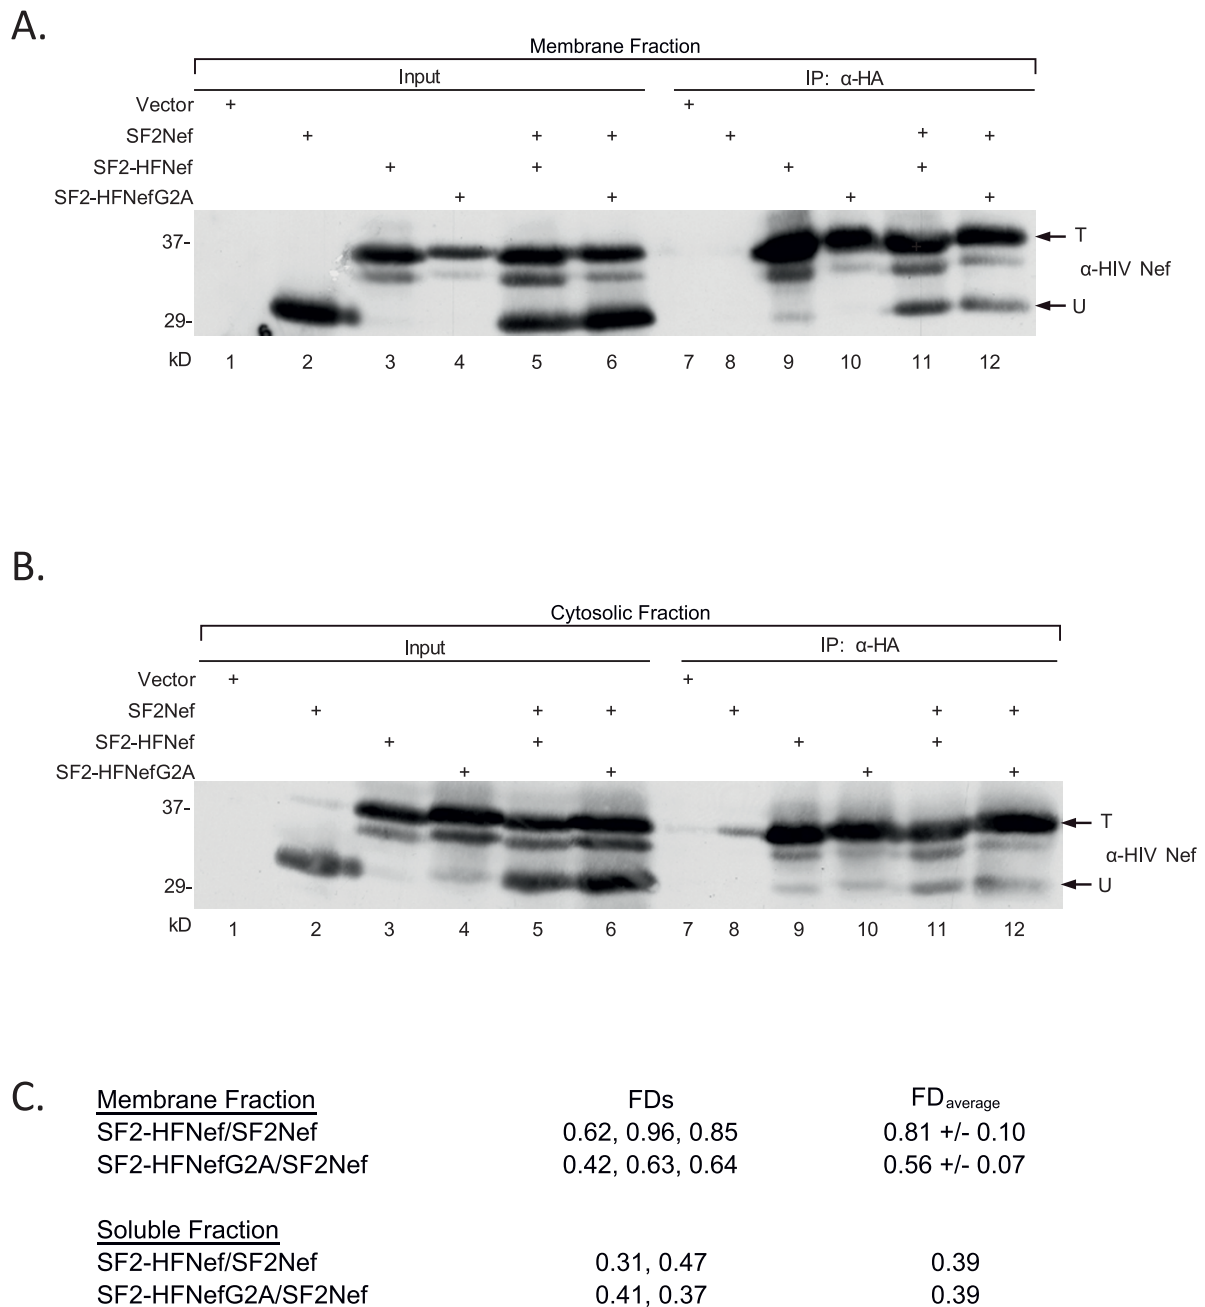 A.
Membrane Fraction
Input IP: α-HA
Vector + +
SF2Nef + + + + + +
SF2-HFNef + + + +
SF2-HFNefG2A + + + +
37- T
α-HIV Nef
29- U
kD 1 2 3 4 5 6 7 8 9 10 11 12
B.
Cytosolic Fraction
Input IP: α-HA
Vector + +
SF2Nef + + + + + +
SF2-HFNef + + + +
SF2-HFNefG2A + + + +
37- T
α-HIV Nef
29- U
kD 1 2 3 4 5 6 7 8 9 10 11 12
C. Membrane Fraction FDs FDaverage
SF2-HFNef/SF2Nef 0.62, 0.96, 0.85 0.81 +/- 0.10
SF2-HFNefG2A/SF2Nef 0.42, 0.63, 0.64 0.56 +/- 0.07
Soluble Fraction
SF2-HFNef/SF2Nef 0.31, 0.47 0.39
SF2-HFNefG2A/SF2Nef 0.41, 0.37 0.39